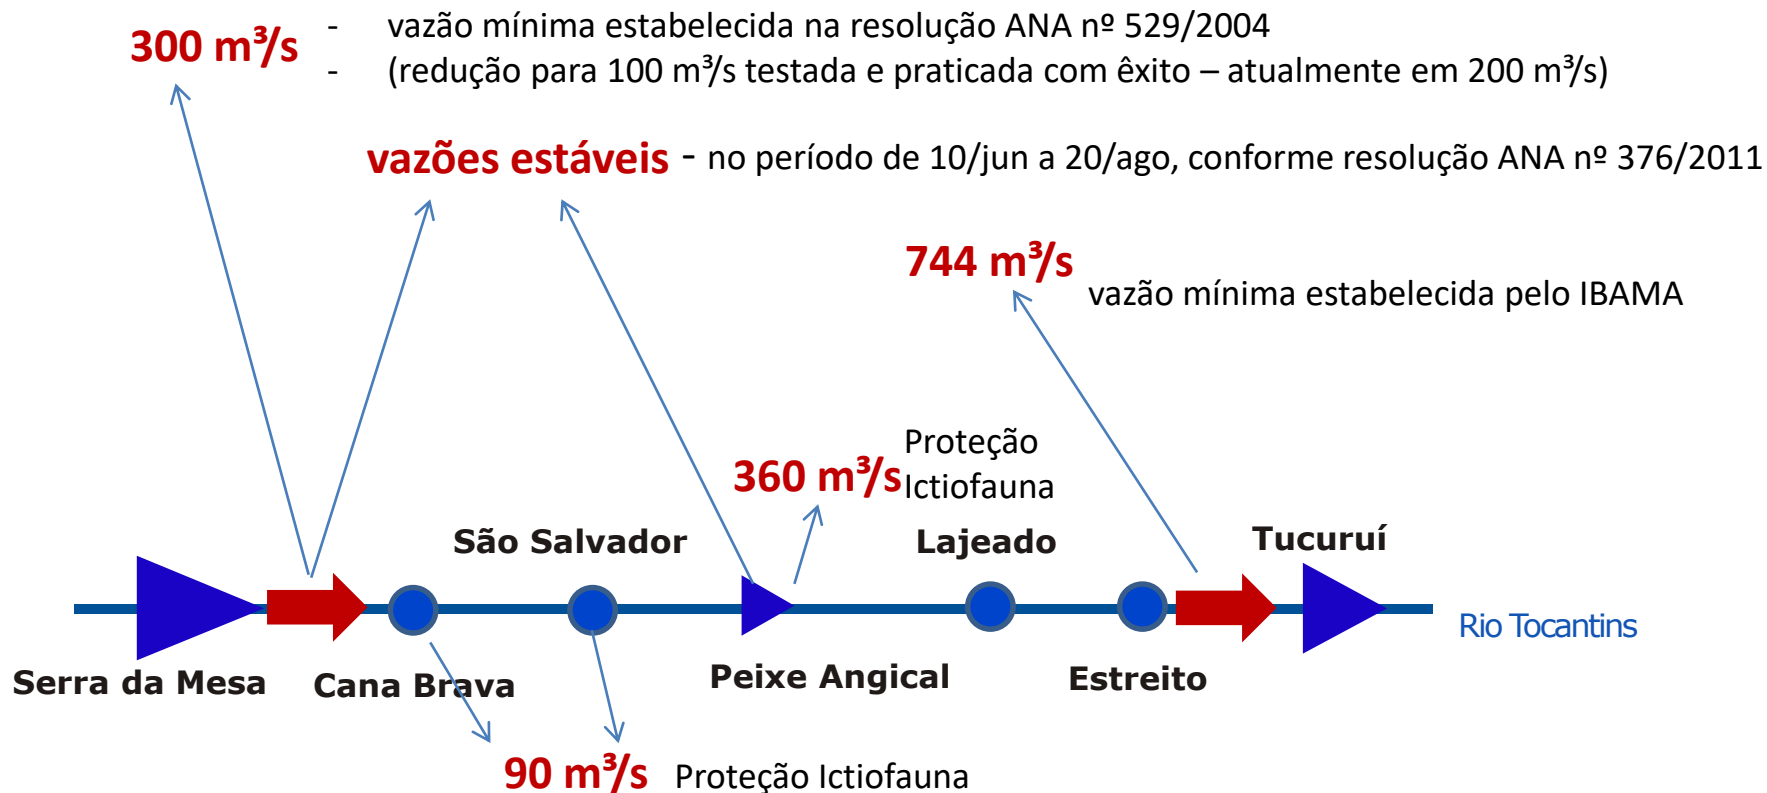 300 m³/s
- vazão mínima estabelecida na resolução ANA nº 529/2004
- (redução para 100 m³/s testada e praticada com êxito – atualmente em 200 m³/s)
vazões estáveis - no período de 10/jun a 20/ago, conforme resolução ANA nº 376/2011
744 m³/s
vazão mínima estabelecida pelo IBAMA
360 m³/s
Proteção
Ictiofauna
São Salvador
Lajeado
Tucuruí
Rio Tocantins
Serra da Mesa
Cana Brava
Peixe Angical
Estreito
90 m³/s Proteção Ictiofauna